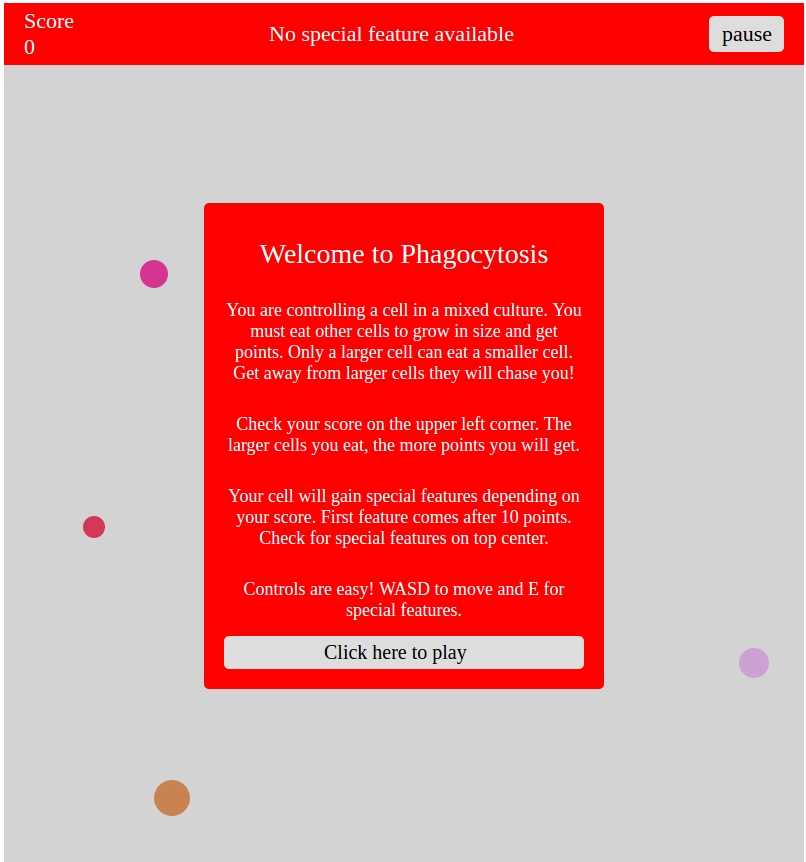 Score
0
No special feature available
pause
Welcome to Phagocytosis
You are controlling a cell in a mixed culture. You
must eat other cells to grow in size and get
points. Only a larger cell can eat a smaller cell.
Get away from larger cells they will chase you!
Check your score on the upper left corner. The
larger cells you eat, the more points you will get.
Your cell will gain special features depending on
your score. First feature comes after 10 points.
Check for special features on top center.
Controls are easy! WASD to move and E for
special features.
Click here to play